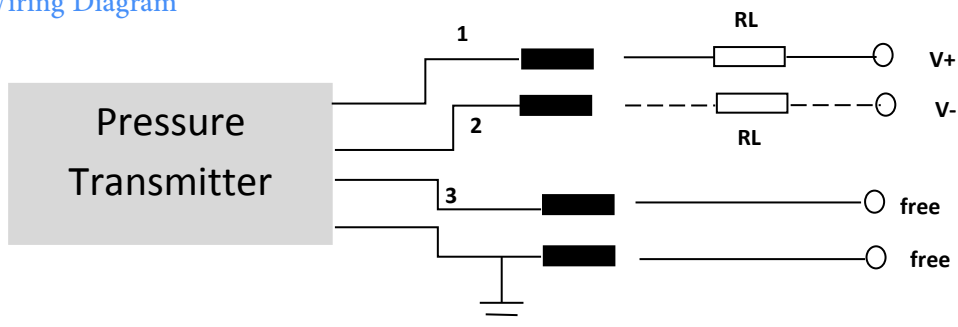 Wiring Diagram
1
RL
V+
Pressure
Transmitter
2
V-
RL
3
free
free